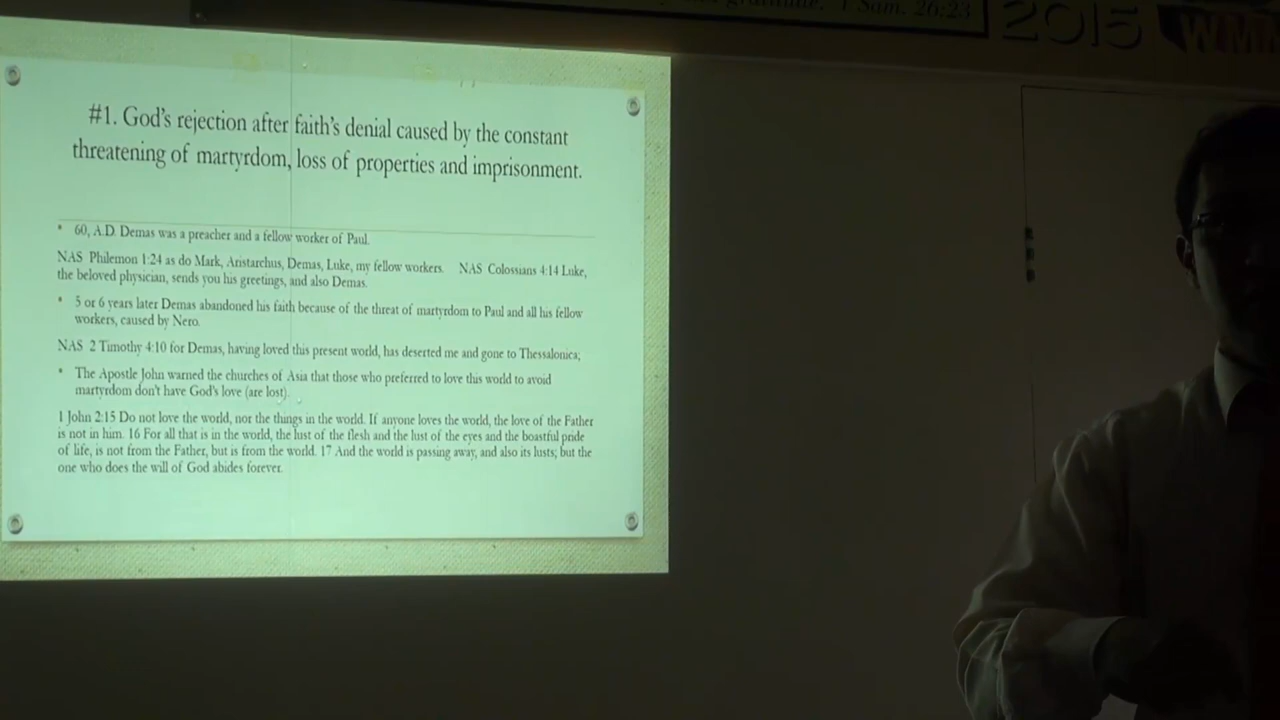 gratitude. 1 Sam. 26:23
2015
WM
#1. God's rejection after faith's denial caused by the constant
threatening of martyrdom, loss of properties and imprisonment.
* 60, A.D. Demas was a preacher and a fellow worker of Paul.
NAS Philemon 1:24 as do Mark, Aristarchus, Demas, Luke, my fellow workers. NAS Colossians 4:14 Luke,
the beloved physician, sends you his greetings, and also Demas.
* 5 or 6 years later Demas abandoned his faith because of the threat of martyrdom to Paul and all his fellow
workers, caused by Nero.
NAS 2 Timothy 4:10 for Demas, having loved this present world, has deserted me and gone to Thessalonica;
* The Apostle John warned the churches of Asia that those who preferred to love this world to avoid
martyrdom don't have God's love (are lost).
1 John 2:15 Do not love the world, nor the things in the world. If anyone loves the world, the love of the Father
is not in him. 16 For all that is in the world, the lust of the flesh and the lust of the eyes and the boastful pride
of life, is not from the Father, but is from the world. 17 And the world is passing away, and also its lusts; but the
one who does the will of God abides forever.